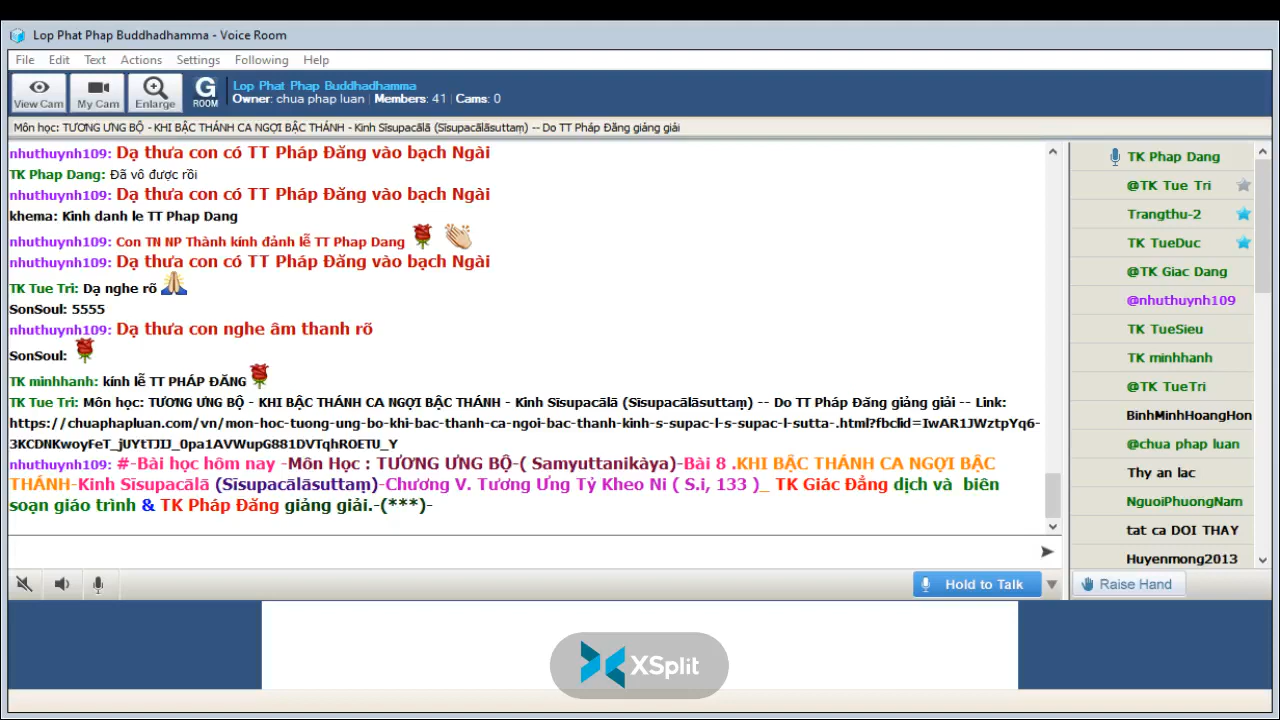 Lop Phat Phap Buddhadhamma - Voice Room
File Edit Text Actions Settings Following Help
View Cam My Cam Enlarge G ROOM
Lop Phat Phap Buddhadhamma
Owner: chua phap luan | Members: 41 | Cams: 0
Môn học: TƯƠNG ƯNG BỘ - KHI BẬC THÁNH CA NGỢI BẬC THÁNH - Kinh Sīsupacālā (Sīsupacālāsuttaṃ) -- Do TT Pháp Đăng giảng giải
nhuthuynh109: Dạ thưa con có TT Pháp Đăng vào bạch Ngài
TK Phap Dang: Đã vô được rồi
nhuthuynh109: Dạ thưa con có TT Pháp Đăng vào bạch Ngài
khema: Kinh danh le TT Phap Dang
nhuthuynh109: Con TN NP Thành kính đảnh lễ TT Phap Dang
nhuthuynh109: Dạ thưa con có TT Pháp Đăng vào bạch Ngài
TK Tue Tri: Dạ nghe rõ
SonSoul: 5555
nhuthuynh109: Dạ thưa con nghe âm thanh rõ
SonSoul:
TK minhhanh: kính lễ TT PHÁP ĐĂNG
TK Tue Tri: Môn học: TƯƠNG ƯNG BỘ - KHI BẬC THÁNH CA NGỢI BẬC THÁNH - Kinh Sīsupacālā (Sīsupacālāsuttaṃ) -- Do TT Pháp Đăng giảng giải -- Link:
https://chuaphapluan.com/vn/mon-hoc-tuong-ung-bo-khi-bac-thanh-ca-ngoi-bac-thanh-kinh-s-supac-l-s-supac-l-sutta-.html?fbclid=IwAR1JWztpYq6-
3KCDNKwoyFeT_jUYtTJIJ_0pa1AVWupG881DVTqhROETU_Y
nhuthuynh109: #-Bài học hôm nay -Môn Học : TƯƠNG ƯNG BỘ-( Samyuttanikàya)-Bài 8 .KHI BẬC THÁNH CA NGỢI BẬC
THÁNH-Kinh Sīsupacālā (Sīsupacālāsuttaṃ)-Chương V. Tương Ưng Tỷ Kheo Ni ( S.i, 133 )_ TK Giác Đẳng dịch và biên
soạn giáo trình & TK Pháp Đăng giảng giải.-(***)-
Hold to Talk
TK Phap Dang
@TK Tue Tri
Trangthu-2
TK TueDuc
@TK Giac Dang
@nhuthuynh109
TK TueSieu
TK minhhanh
@TK TueTri
BinhMinhHoangHon
@chua phap luan
Thy an lac
NguoiPhuongNam
tat ca DOI THAY
Huyenmong2013
Raise Hand
XSplit